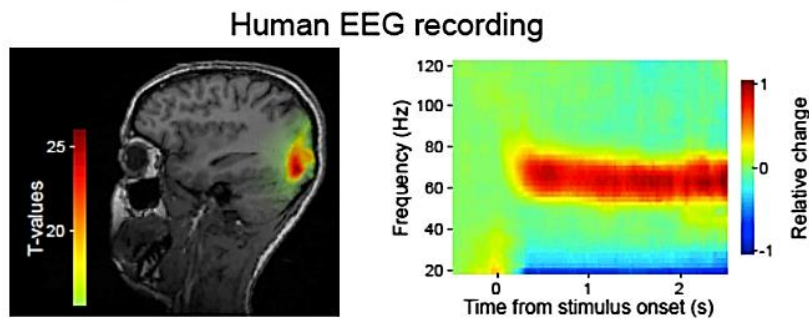 Human EEG recording
T-values
25
20
Frequency (Hz)
120
100
80
60
40
20
0
1
2
Time from stimulus onset (s)
1
0
-1
Relative change